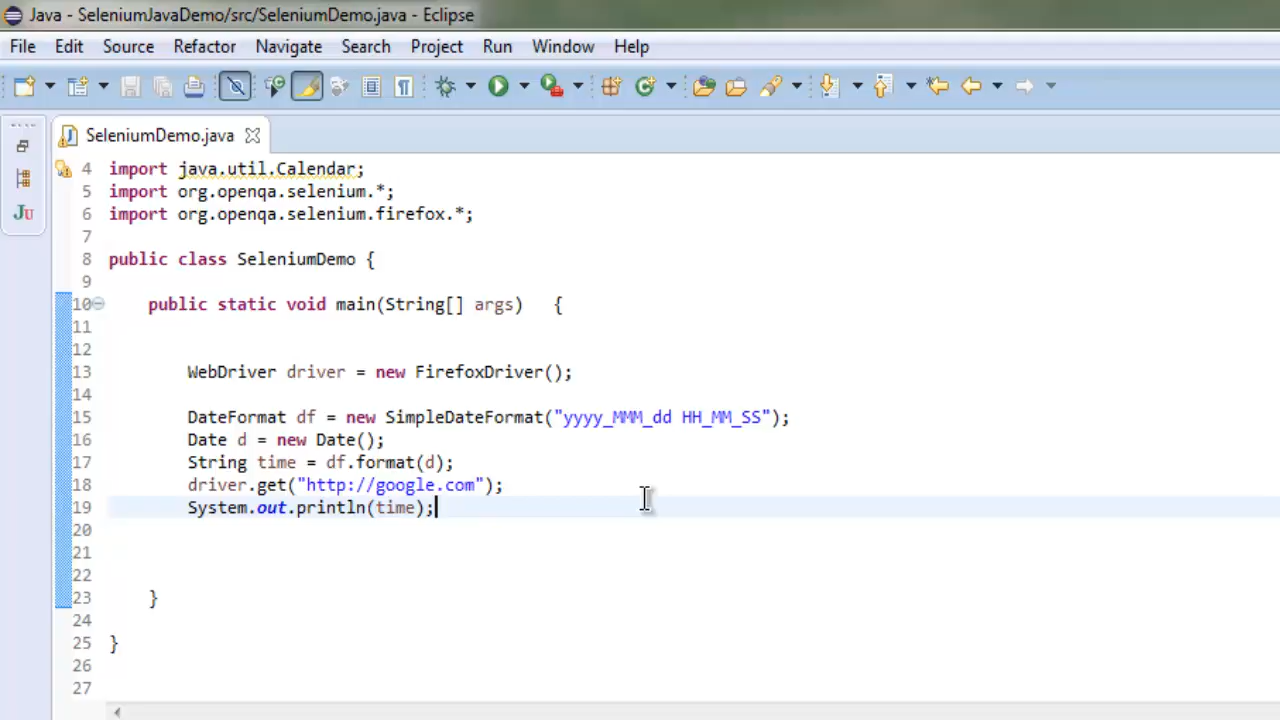 Java - SeleniumJavaDemo/src/SeleniumDemo.java - Eclipse
File Edit Source Refactor Navigate Search Project Run Window Help
SeleniumDemo.java
4 import java.util.Calendar;
5 import org.openqa.selenium.*;
6 import org.openqa.selenium.firefox.*;
7
8 public class SeleniumDemo {
9
10 public static void main(String[] args) {
11
12
13 WebDriver driver = new FirefoxDriver();
14
15 DateFormat df = new SimpleDateFormat("yyyy_MMM_dd HH_MM_SS");
16 Date d = new Date();
17 String time = df.format(d);
18 driver.get("http://google.com");
19 System.out.println(time);
20
21
22
23 }
24
25 }
26
27